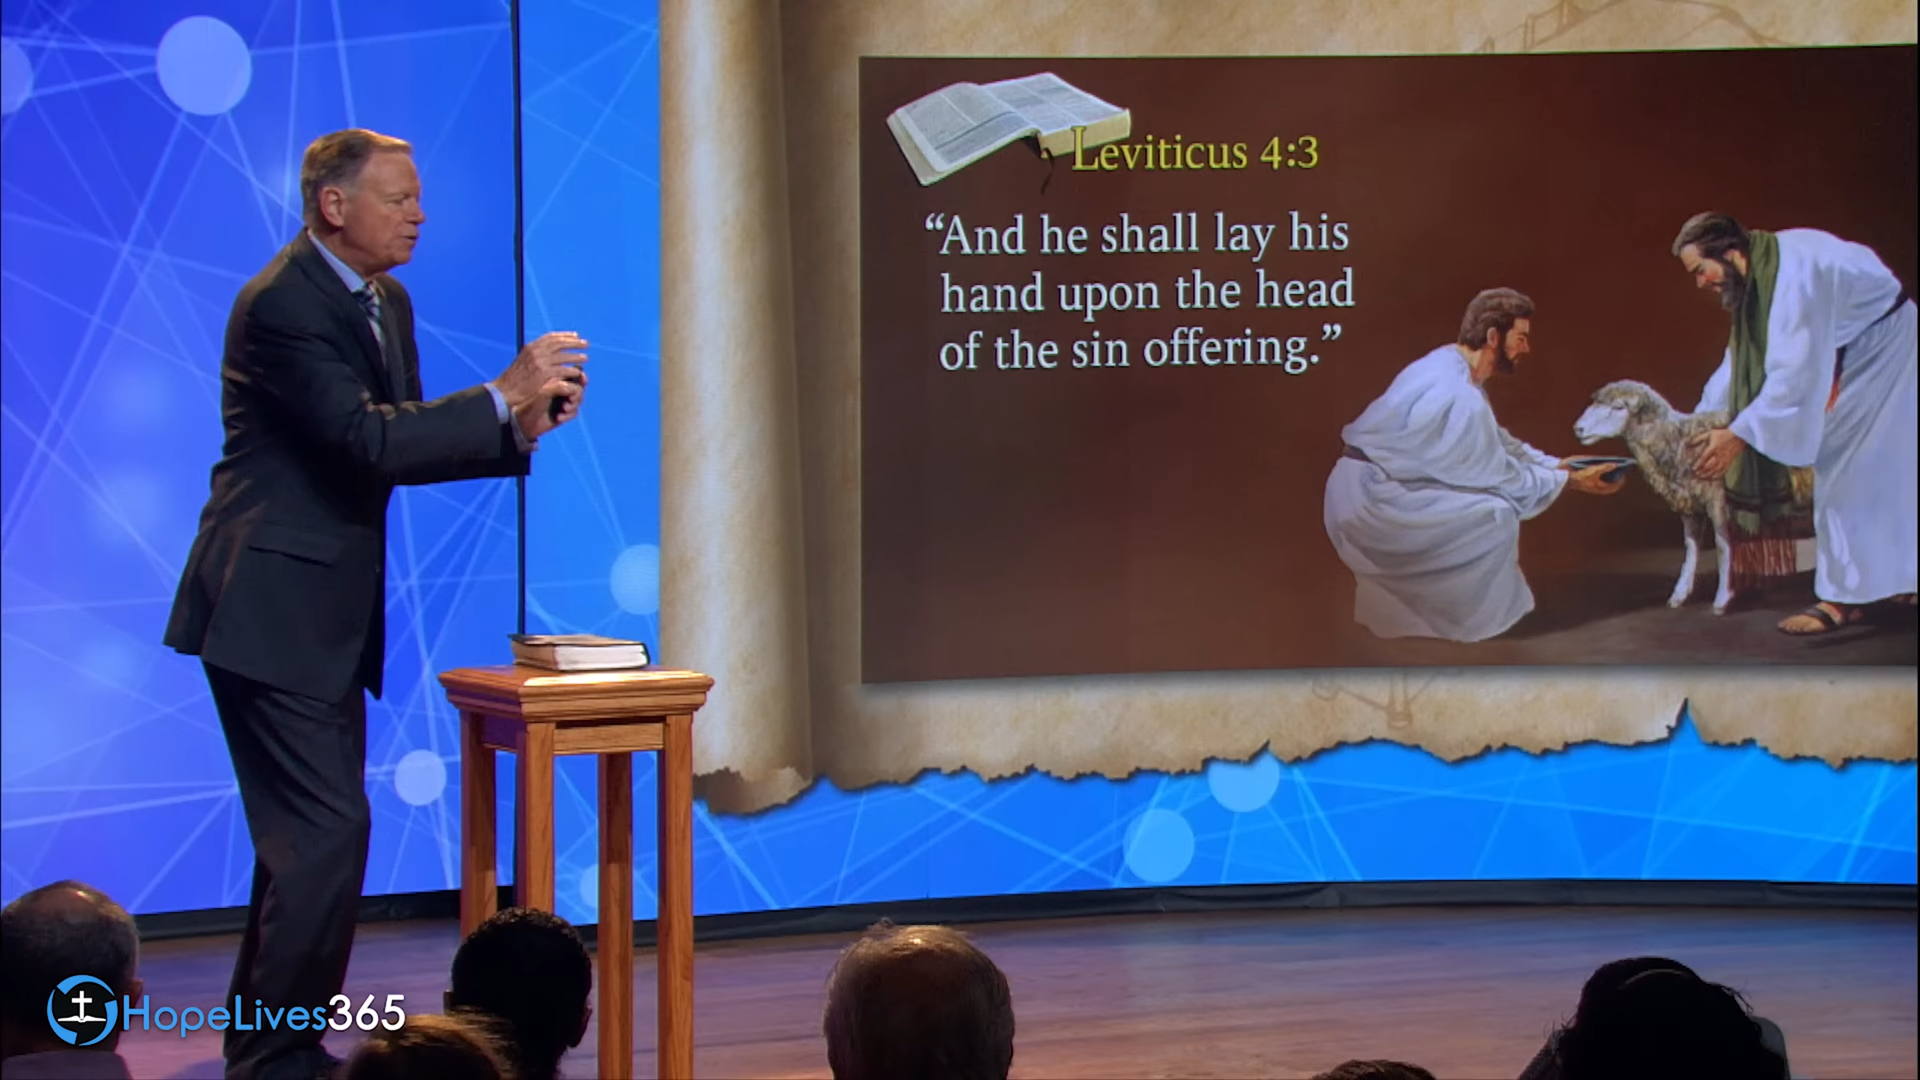 Leviticus 4:3
“And he shall lay his
hand upon the head
of the sin offering.”
HopeLives365